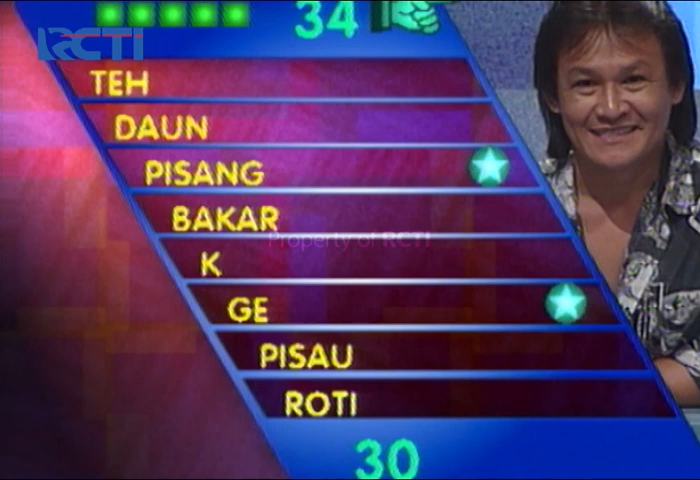 34
RCTI
TEH
DAUN
PISANG
BAKAR
Property of RCTI
K
GE
PISAU
ROTI
30